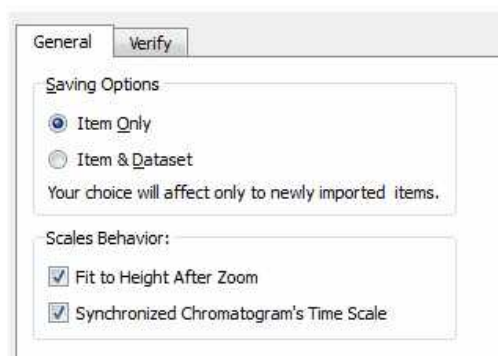 General Verify
Saving Options
Item Only
Item & Dataset
Your choice will affect only to newly imported items.
Scales Behavior:
Fit to Height After Zoom
Synchronized Chromatogram's Time Scale